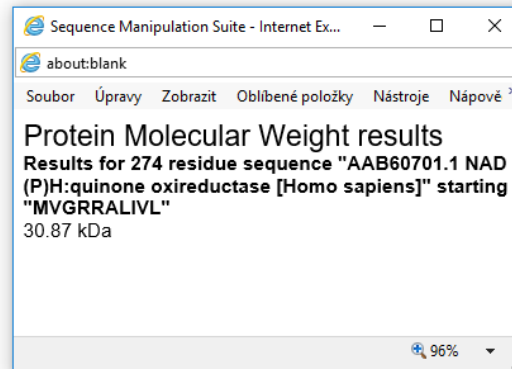 Sequence Manipulation Suite - Internet Ex...
about:blank
Soubor Úpravy Zobrazit Oblíbené položky Nástroje Nápově
Protein Molecular Weight results
Results for 274 residue sequence "AAB60701.1 NAD
(P)H:quinone oxireductase [Homo sapiens]" starting
"MVGRRALIVL"
30.87 kDa
96%